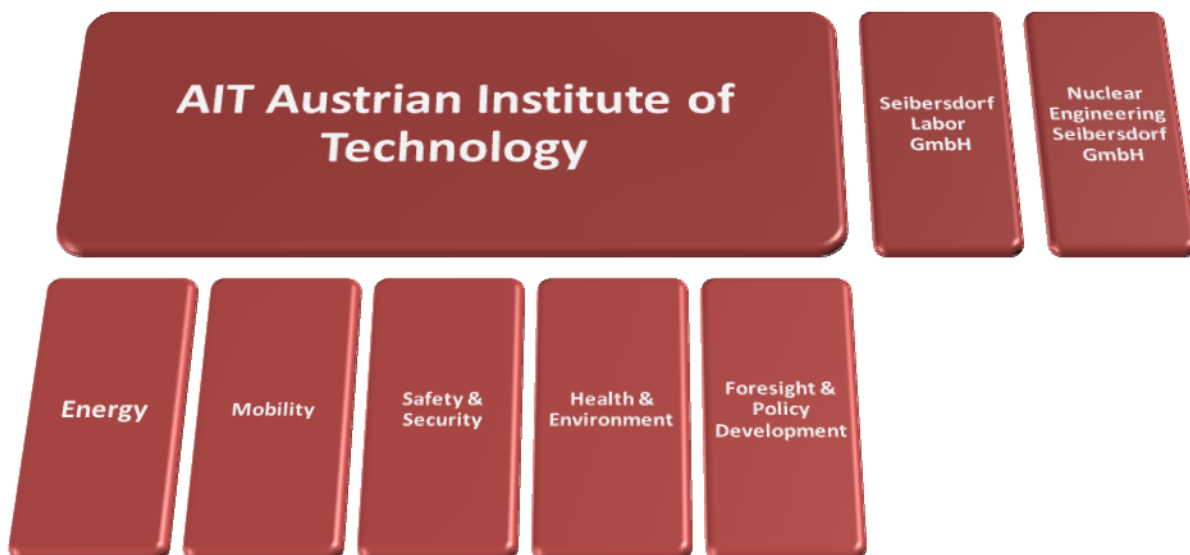 AIT Austrian Institute of
Technology
Seibersdorf
Labor
GmbH
Nuclear
Engineering
Seibersdorf
GmbH
Energy
Mobility
Safety &
Security
Health &
Environment
Foresight &
Policy
Development